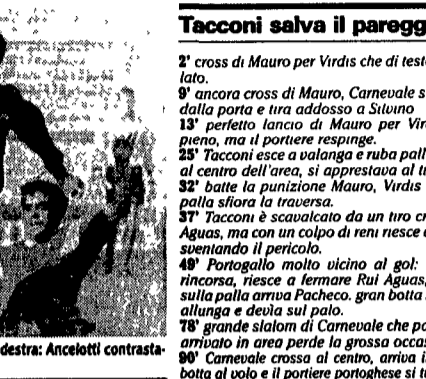 Tacconi salva il paregg
2' cross di Mauro per Virdis che di test
lato.
9' ancora cross di Mauro, Carnevale s
dalla porta e tira addosso a Silvino
13' perfetto lancio di Mauro per Vir
pieno, ma il portiere respinge.
25' Tacconi esce a valanga e ruba pall
al centro dell'area, si apprestava al t
32' batte la punizione Mauro, Virdis
palla sfiora la traversa.
37' Tacconi è scavalcato da un tiro cr
Aguas, ma con un colpo di reni riesce a
sventando il pericolo.
49' Portogallo molto vicino al gol:
rincorsa, riesce a fermare Rui Aguas,
sulla palla arriva Pacheco. gran botta
allunga e devìa sul palo.
78' grande slalom di Carnevale che po
arrivato in area perde la grossa occas
90' Carnevale crossa al centro, arriva i
botta al volo e il portiere portoghese si t
destra: Ancelotti contrasta-